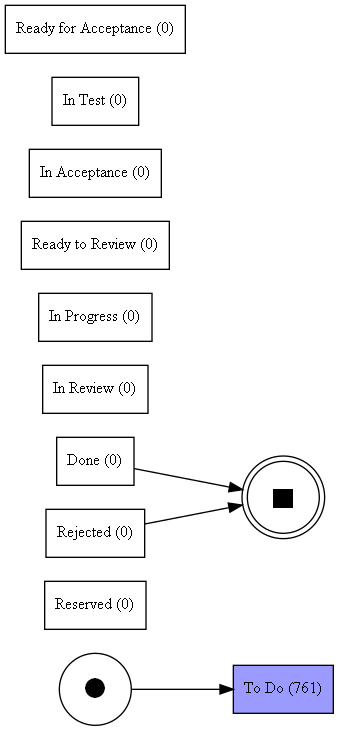 Ready for Acceptance (0)
In Test (0)
In Acceptance (0)
Ready to Review (0)
In Progress (0)
In Review (0)
Done (0)
Rejected (0)
Reserved (0)
To Do (761)